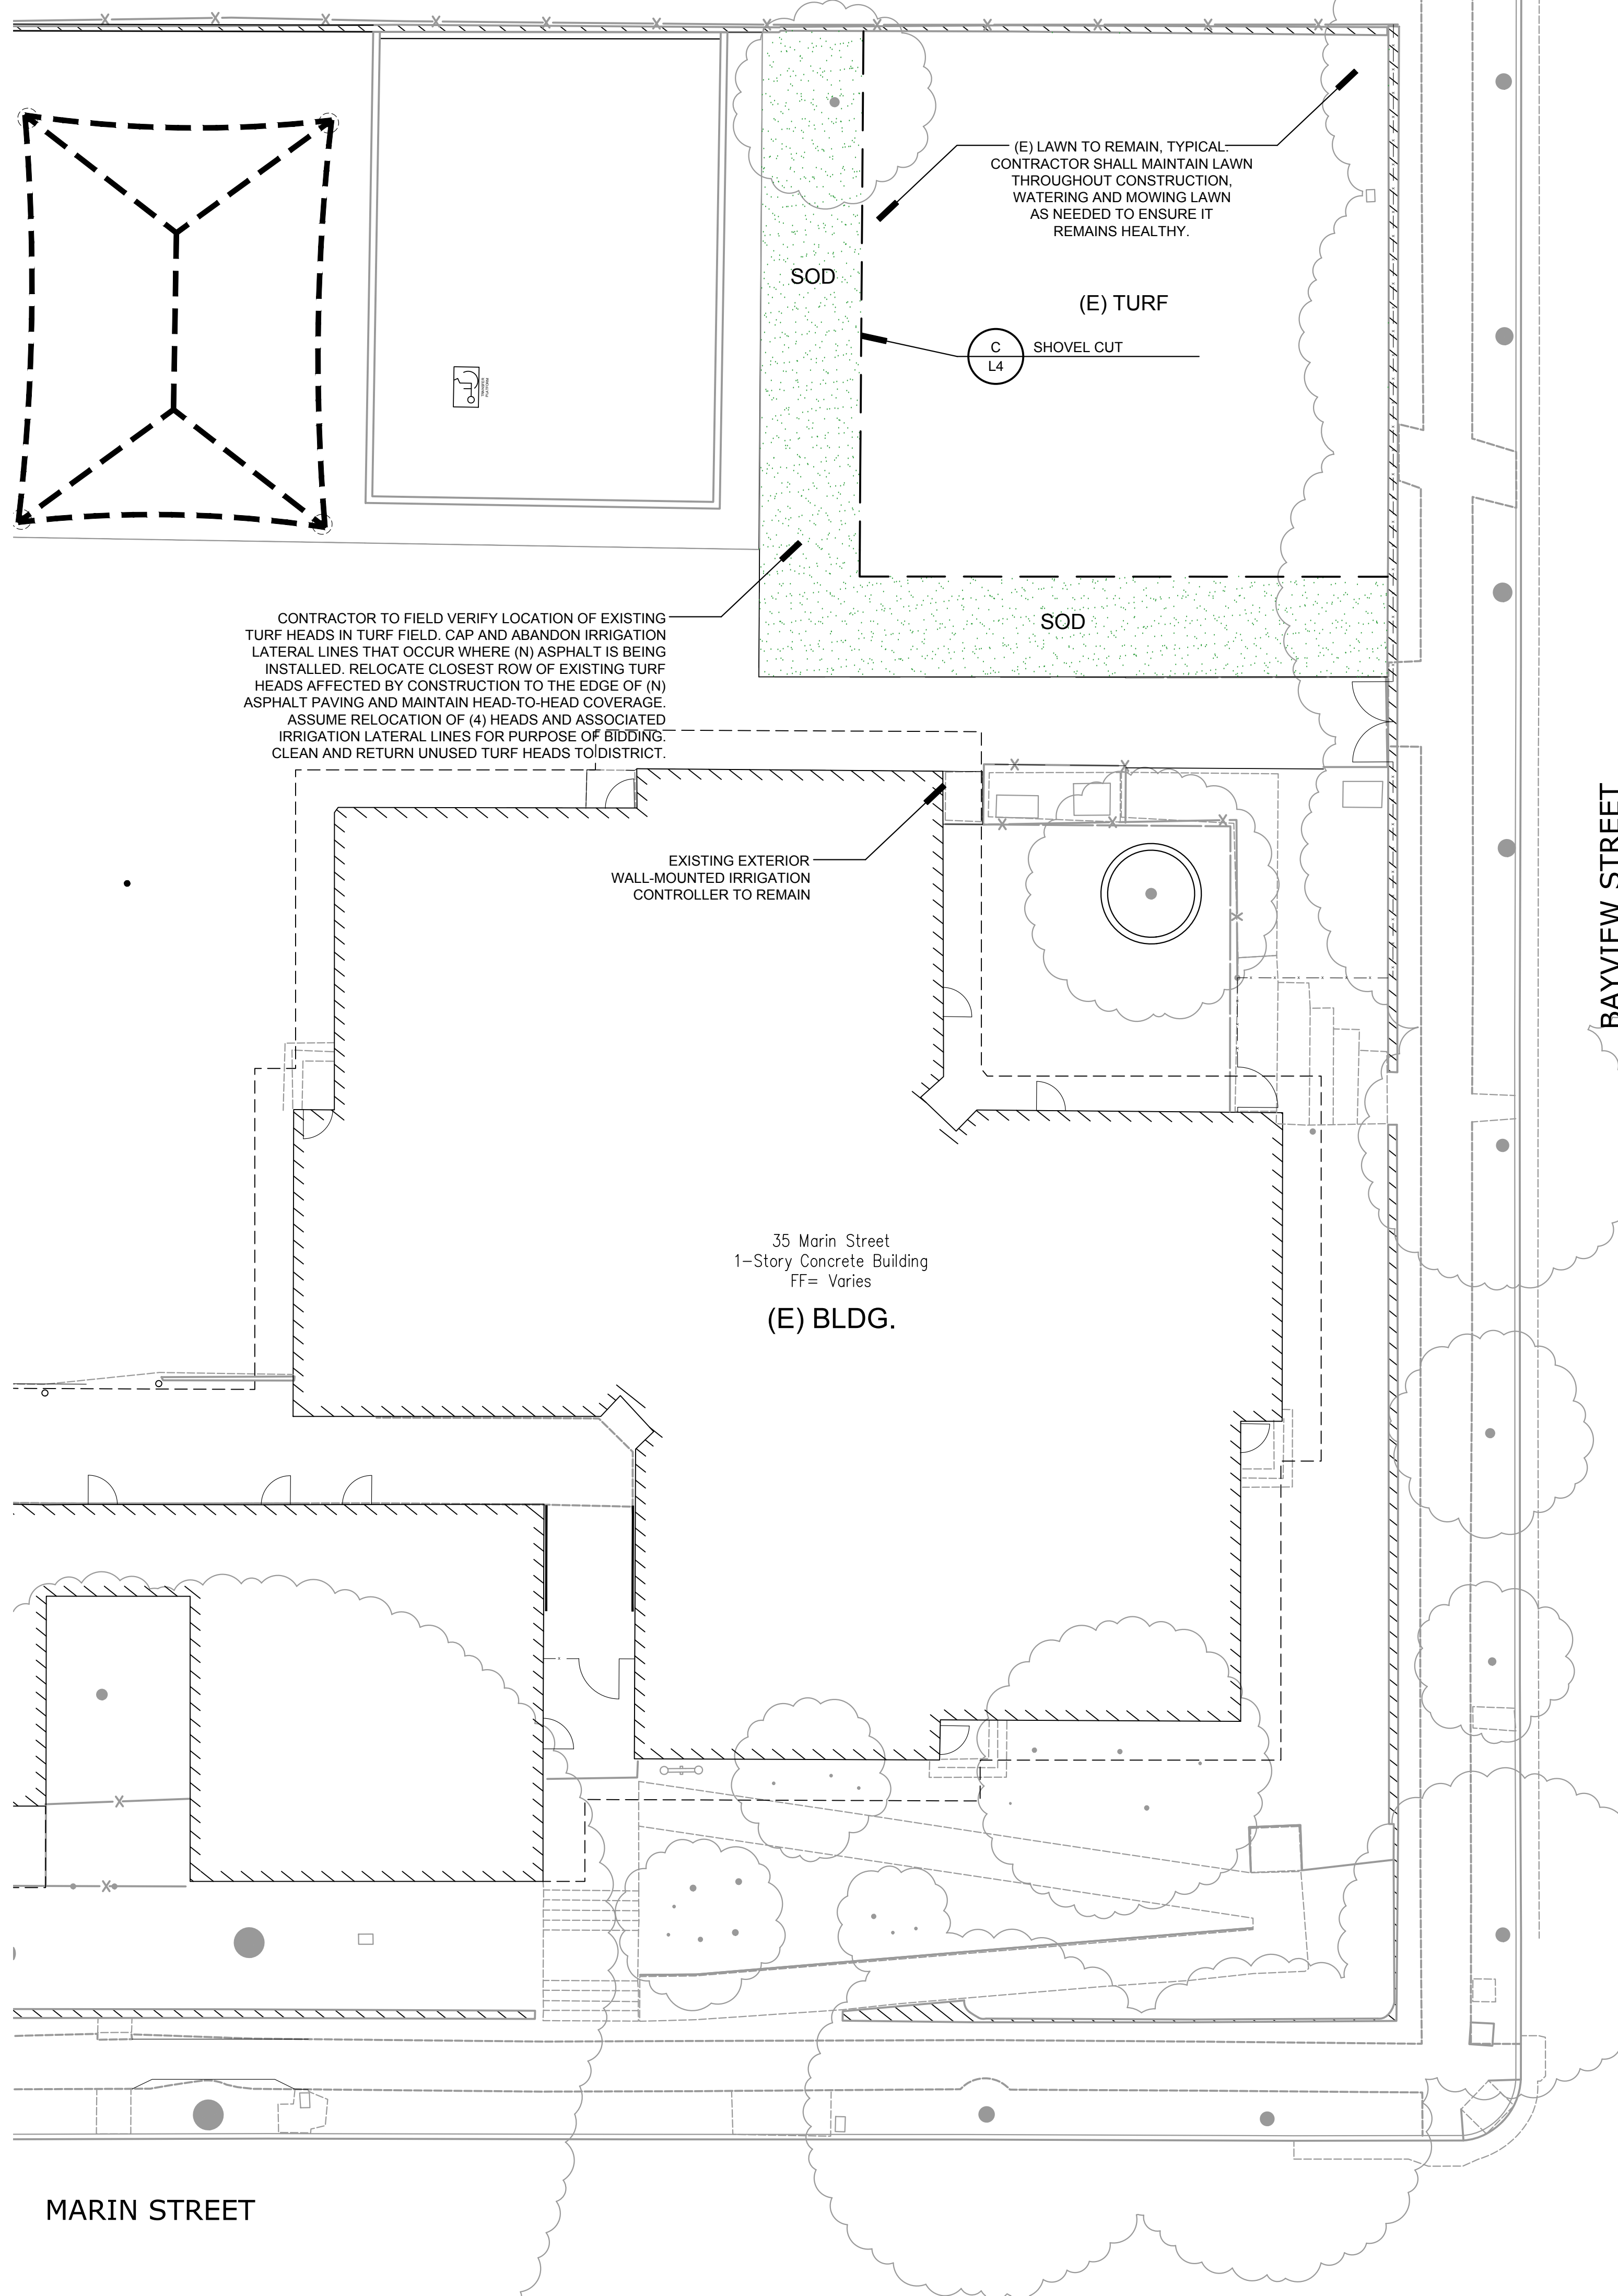 (E) LAWN TO REMAIN, TYPICAL.
CONTRACTOR SHALL MAINTAIN LAWN
THROUGHOUT CONSTRUCTION,
WATERING AND MOWING LAWN
AS NEEDED TO ENSURE IT
REMAINS HEALTHY.
SOD
(E) TURF
C
L4
SHOVEL CUT
SOD
CONTRACTOR TO FIELD VERIFY LOCATION OF EXISTING
TURF HEADS IN TURF FIELD. CAP AND ABANDON IRRIGATION
LATERAL LINES THAT OCCUR WHERE (N) ASPHALT IS BEING
INSTALLED. RELOCATE CLOSEST ROW OF EXISTING TURF
HEADS AFFECTED BY CONSTRUCTION TO THE EDGE OF (N)
ASPHALT PAVING AND MAINTAIN HEAD-TO-HEAD COVERAGE.
ASSUME RELOCATION OF (4) HEADS AND ASSOCIATED
IRRIGATION LATERAL LINES FOR PURPOSE OF BIDDING.
CLEAN AND RETURN UNUSED TURF HEADS TO DISTRICT.
EXISTING EXTERIOR
WALL-MOUNTED IRRIGATION
CONTROLLER TO REMAIN
BAYVIEW STREET
35 Marin Street
1-Story Concrete Building
FF= Varies
(E) BLDG.
MARIN STREET